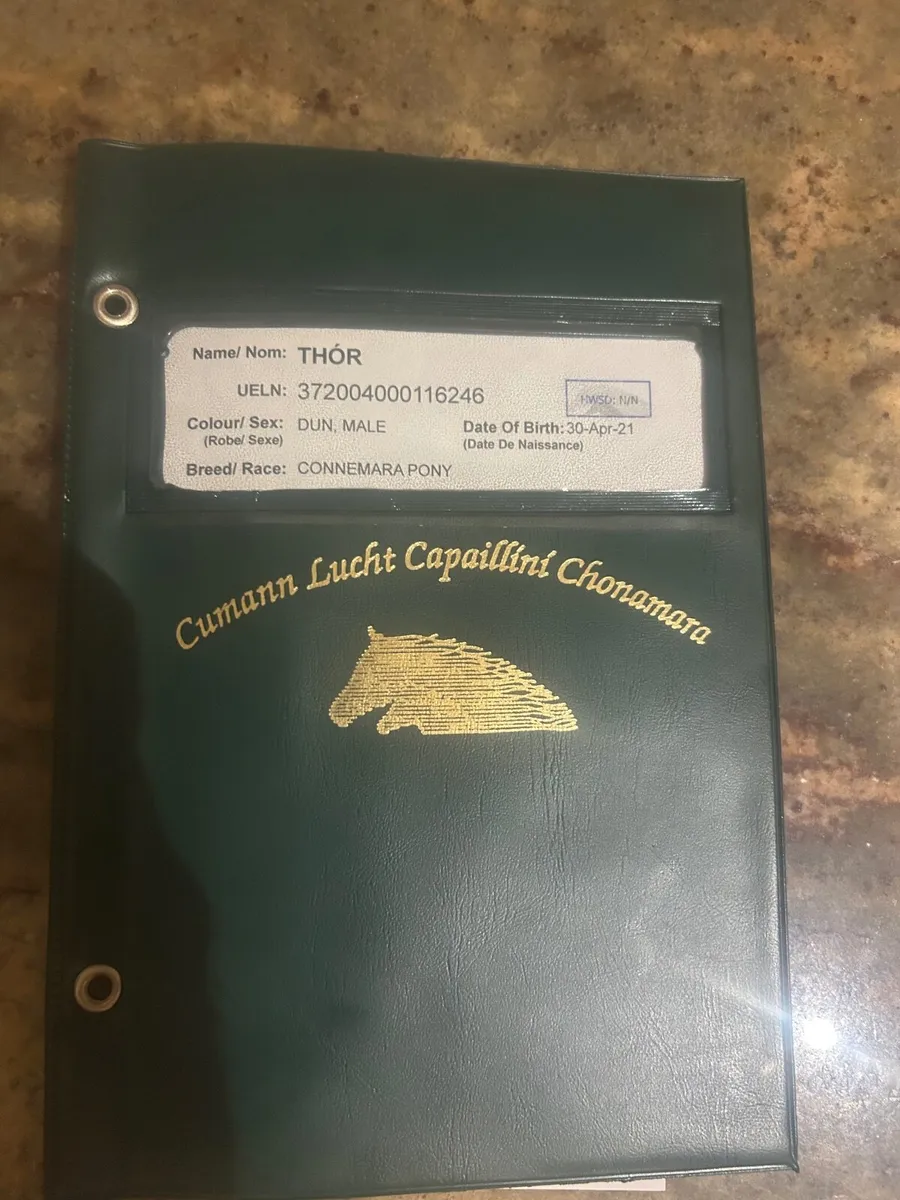 Name/ Nom: THÓR
UELN: 372004000116246
HWSD: N/N
Colour/ Sex: DUN, MALE Date Of Birth: 30-Apr-21
(Robe/ Sexe) (Date De Naissance)
Breed/ Race: CONNEMARA PONY
Cumann Lucht Capaillíní Chonamara